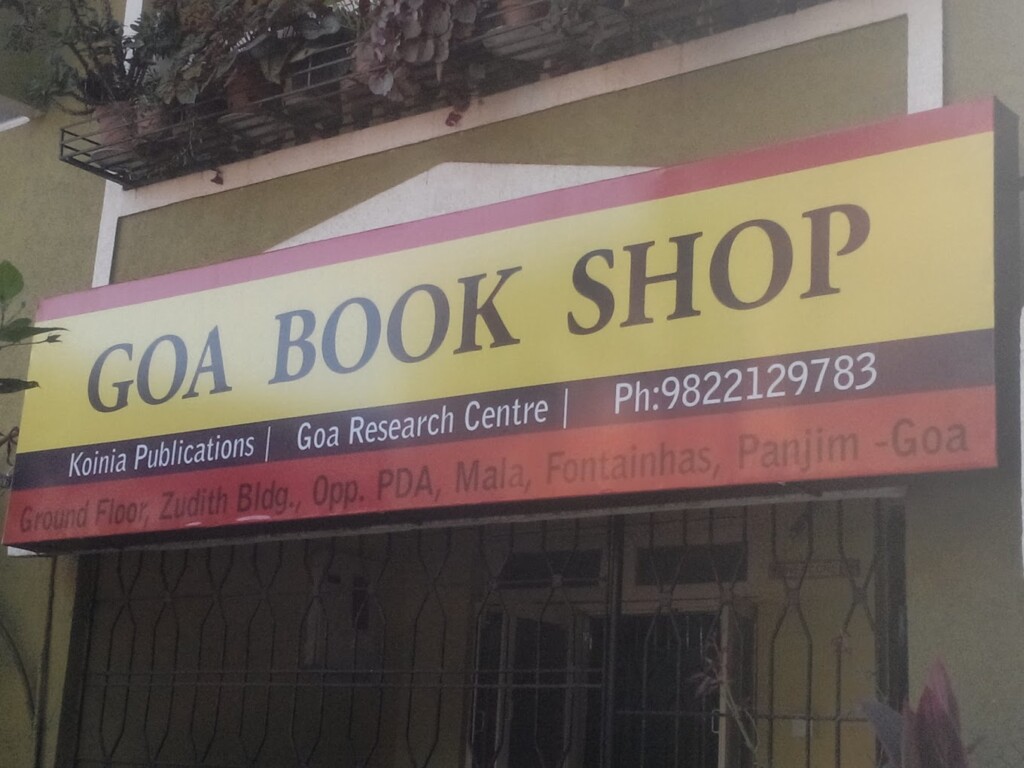 GOA BOOK SHOP
Koinia Publications | Goa Research Centre | Ph:9822129783
Ground Floor, Zudith Bldg., Opp. PDA, Mala, Fontainhas, Panjim -Goa